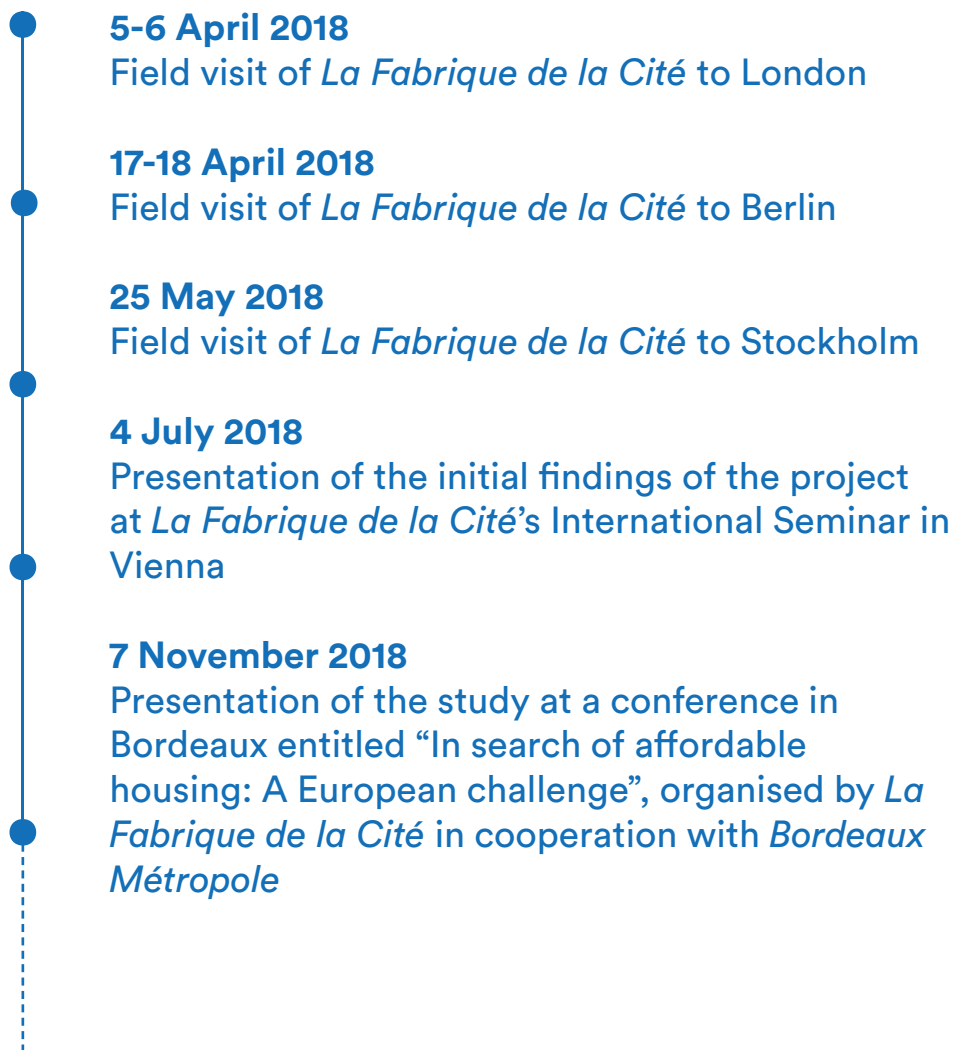 5-6 April 2018
Field visit of La Fabrique de la Cité to London
17-18 April 2018
Field visit of La Fabrique de la Cité to Berlin
25 May 2018
Field visit of La Fabrique de la Cité to Stockholm
4 July 2018
Presentation of the initial findings of the project
at La Fabrique de la Cité’s International Seminar in
Vienna
7 November 2018
Presentation of the study at a conference in
Bordeaux entitled “In search of affordable
housing: A European challenge”, organised by La
Fabrique de la Cité in cooperation with Bordeaux
Métropole